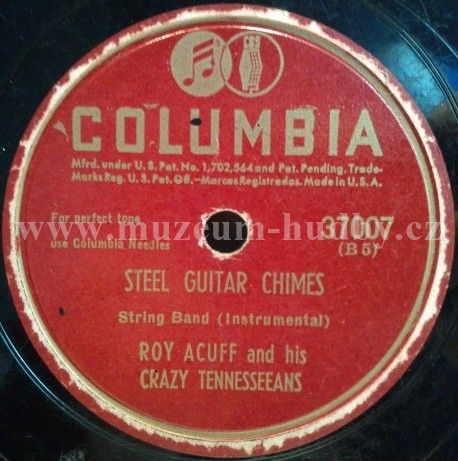 COLUMBIA
Mfrd. under U.S. Pat. No. 1,702,564 and Pat. Pending. Trade-
Marks Reg. U.S. Pat. Off.—Marcas Registradas. Made in U.S.A.
For perfect tone
use Columbia Needles
37007
(B 5)
www.muzeum-hudby.cz
STEEL GUITAR CHIMES
String Band (Instrumental)
ROY ACUFF and his
CRAZY TENNESSEEANS